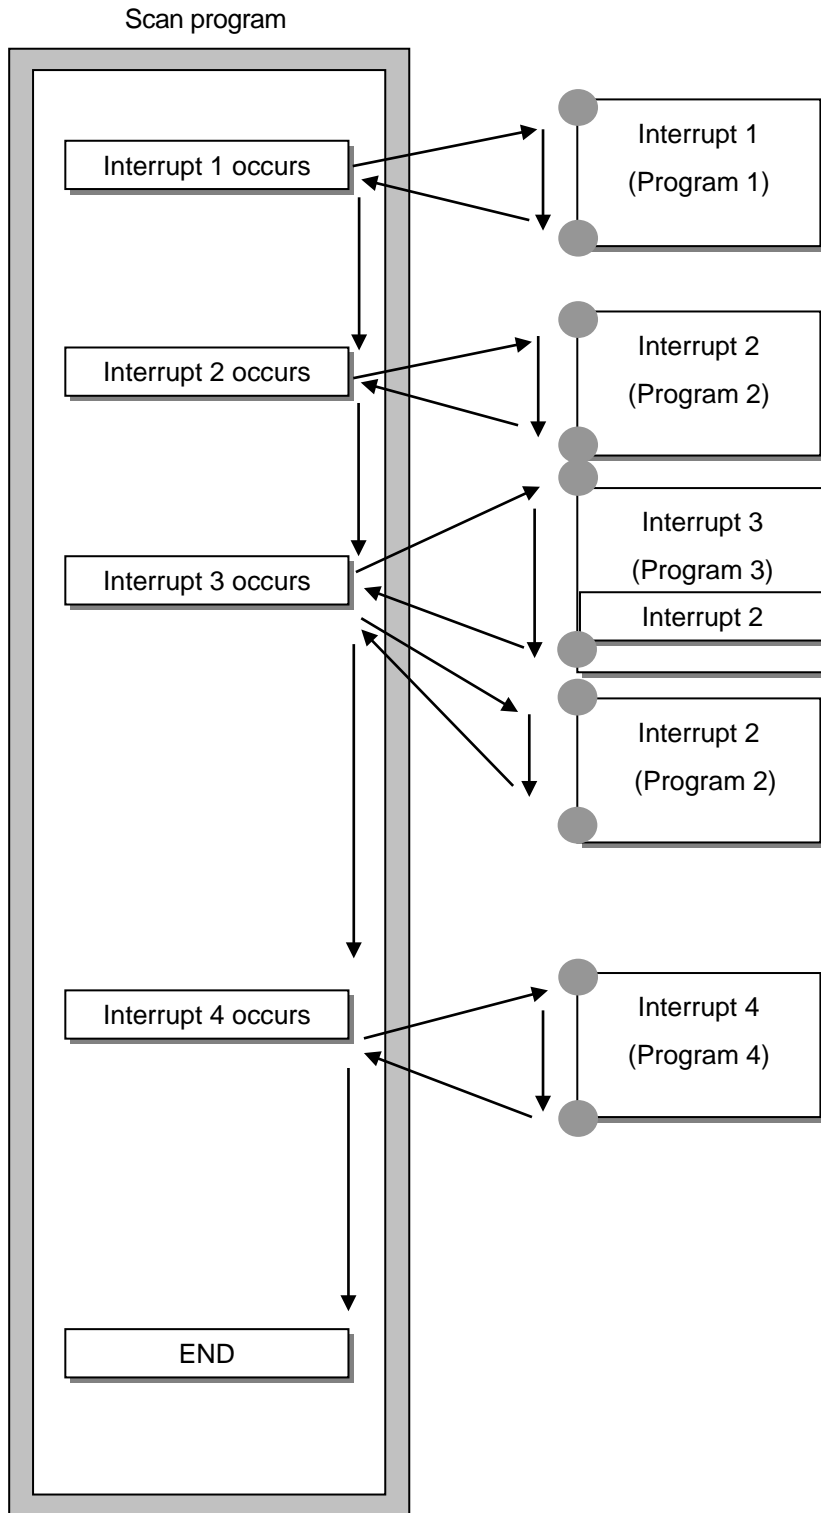 Scan program
Interrupt 1 occurs
Interrupt 1
(Program 1)
Interrupt 2 occurs
Interrupt 2
(Program 2)
Interrupt 3 occurs
Interrupt 3
(Program 3)
Interrupt 2
Interrupt 2
(Program 2)
Interrupt 4 occurs
Interrupt 4
(Program 4)
END